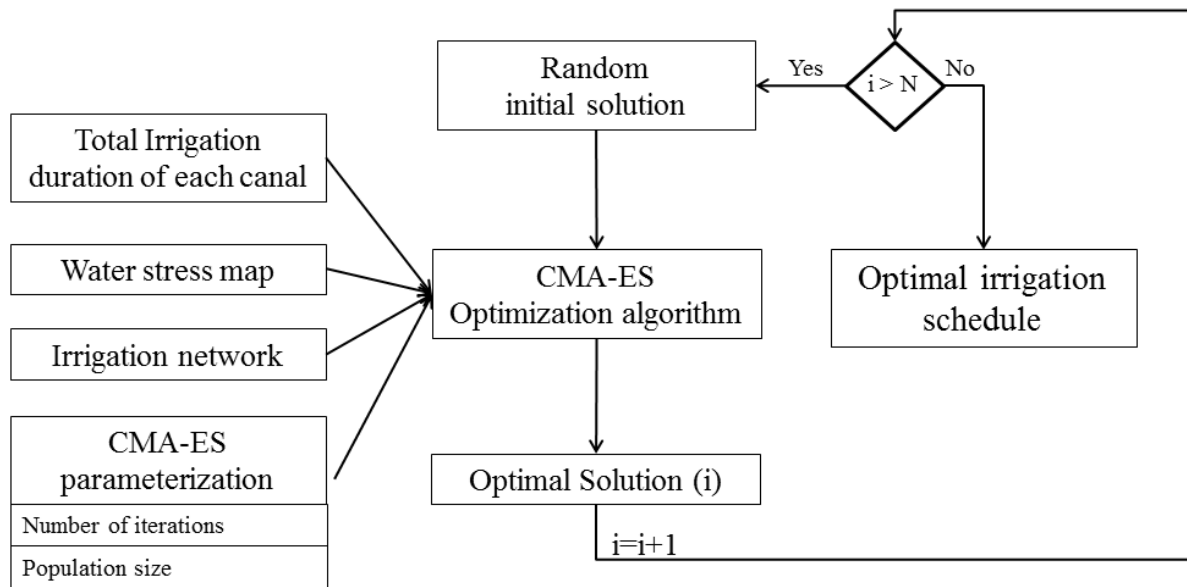 Random
initial solution
Yes
i > N
No
Total Irrigation
duration of each canal
Water stress map
Irrigation network
CMA-ES
parameterization
Number of iterations
Population size
CMA-ES
Optimization algorithm
Optimal irrigation
schedule
Optimal Solution (i)
i=i+1